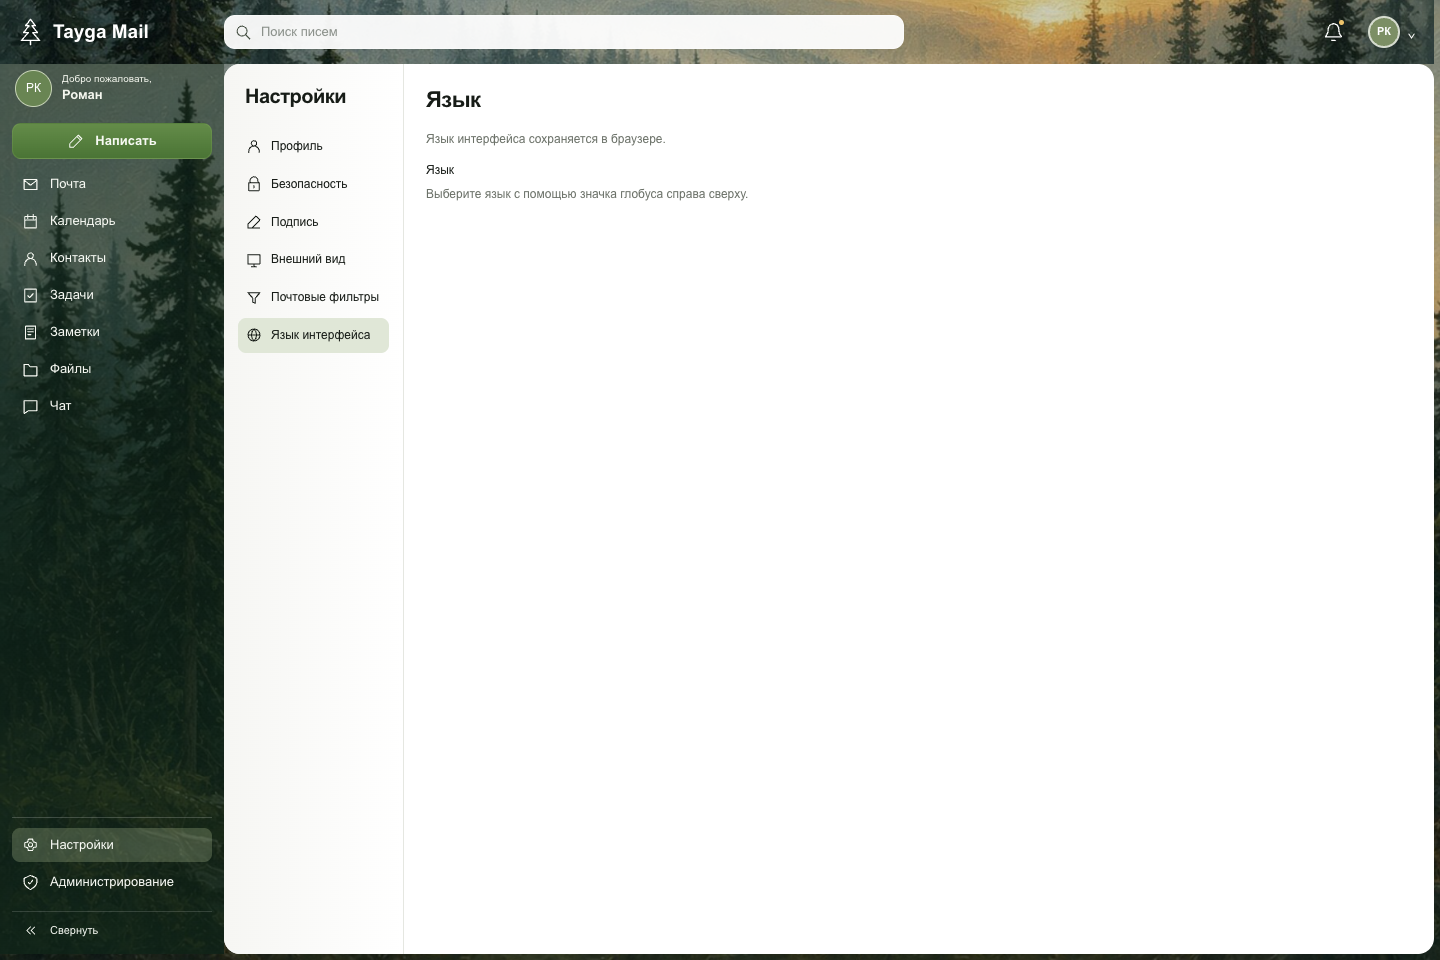 Tayga Mail
Поиск писем
РК
РК
Добро пожаловать,
Роман
Написать
Почта
Календарь
Контакты
Задачи
Заметки
Файлы
Чат
Настройки
Администрирование
Свернуть
Настройки
Профиль
Безопасность
Подпись
Внешний вид
Почтовые фильтры
Язык интерфейса
Язык
Язык интерфейса сохраняется в браузере.
Язык
Выберите язык с помощью значка глобуса справа сверху.